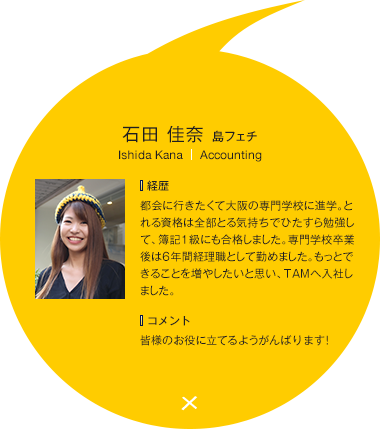 石田 佳奈 島フェチ
Ishida Kana | Accounting
経歴
都会に行きたくて大阪の専門学校に進学。と
れる資格は全部とる気持ちでひたすら勉強し
て、簿記1級にも合格しました。専門学校卒業
後は6年間経理職として勤めました。もっとで
きることを増やしたいと思い、TAMへ入社し
ました。
コメント
皆様のお役に立てるようがんばります!